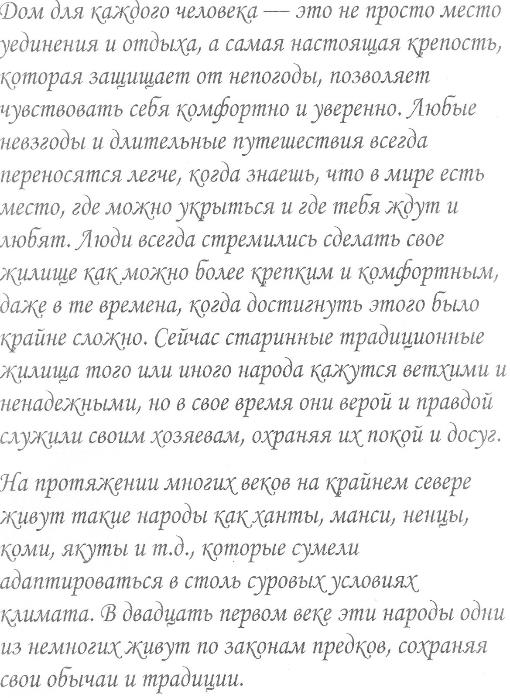 Дом для каждого человека — это не просто место
уединения и отдыха, а самая настоящая крепость,
которая защищает от непогоды, позволяет
чувствовать себя комфортно и уверенно. Любые
невзгоды и длительные путешествия всегда
переносятся легче, когда знаешь, что в мире есть
место, где можно укрыться и где тебя ждут и
любят. Люди всегда стремились сделать свое
жилище как можно более крепким и комфортным,
даже в те времена, когда достигнуть этого было
крайне сложно. Сейчас старинные традиционные
жилища того или иного народа кажутся ветхими и
ненадежными, но в свое время они верой и правдой
служили своим хозяевам, охраняя их покой и досуг.
На протяжении многих веков на крайнем севере
живут такие народы как ханты, манси, ненцы,
коми, якуты и т.д., которые сумели
адаптироваться в столь суровых условиях
климата. В двадцать первом веке эти народы одни
из немногих живут по законам предков, сохраняя
свои обычаи и традиции.